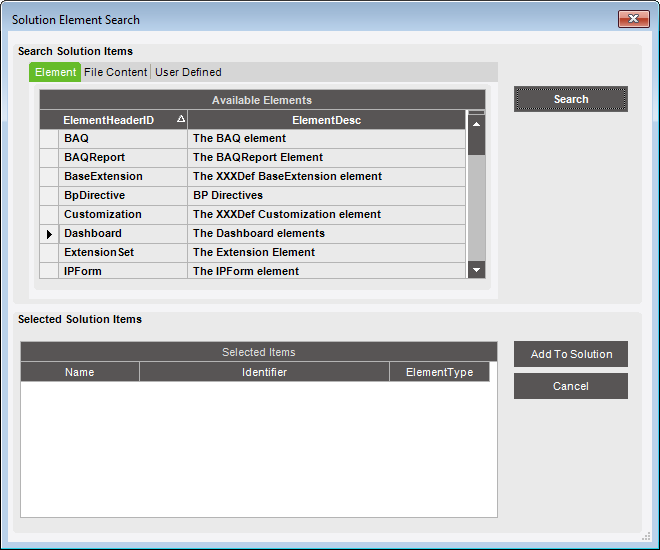 Solution Element Search
Search Solution Items
Element File Content User Defined
Available Elements
Search
ElementHeaderID ElementDesc
BAQ The BAQ element
BAQReport The BAQReport Element
BaseExtension The XXXDef BaseExtension element
BpDirective BP Directives
Customization The XXXDef Customization element
Dashboard The Dashboard elements
ExtensionSet The Extension Element
IPForm The IPForm element
Selected Solution Items
Selected Items
Add To Solution
Name Identifier ElementType
Cancel